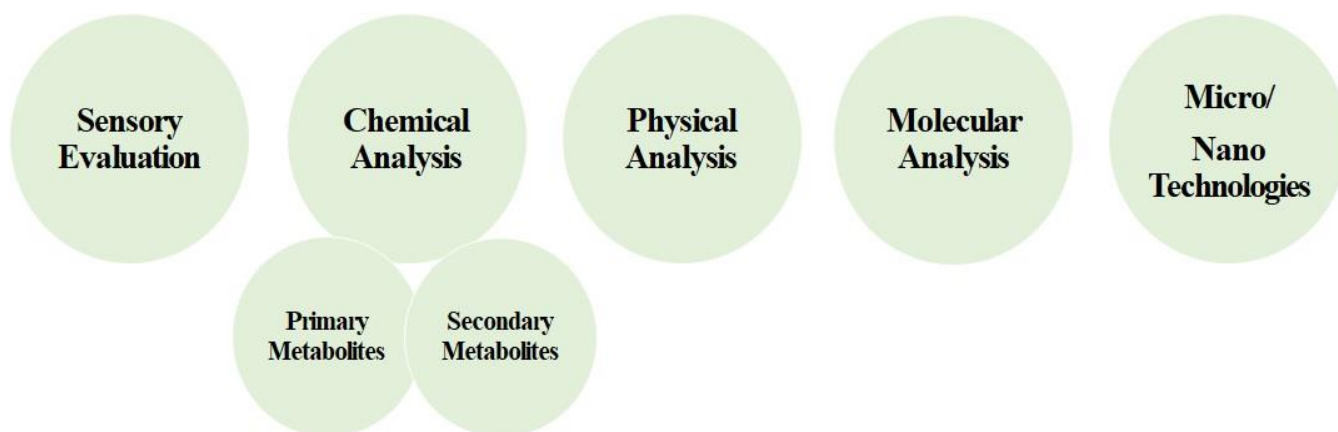 Sensory
Evaluation
Chemical
Analysis
Physical
Analysis
Molecular
Analysis
Micro/
Nano
Technologies
Primary
Metabolites
Secondary
Metabolites